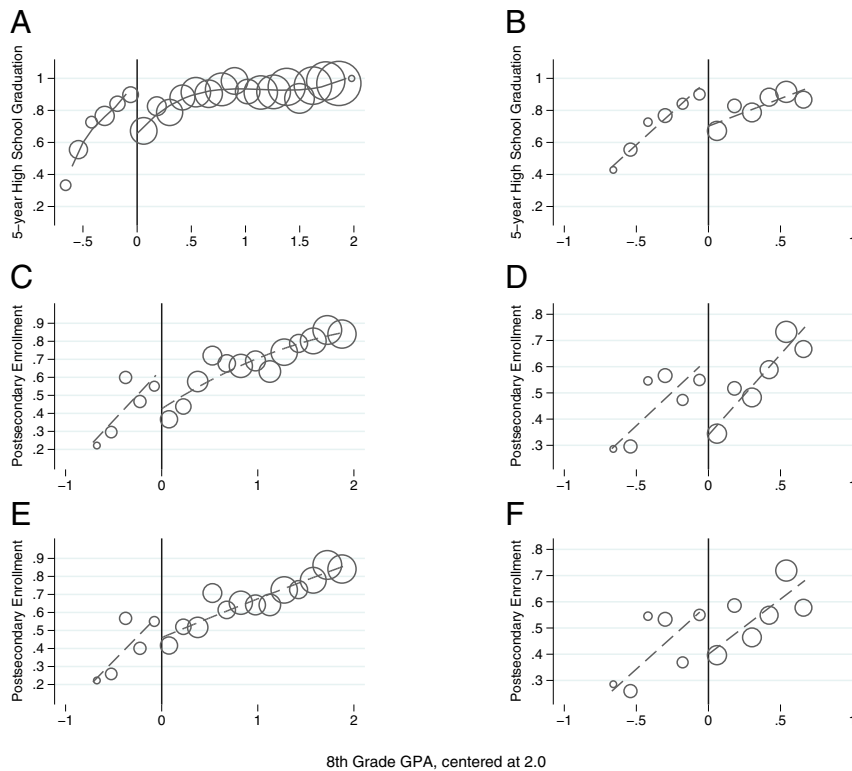 A
5−year High School Graduation
1
.8
.6
.4
.2
−.5 0 .5 1 1.5 2
B
5−year High School Graduation
1
.8
.6
.4
.2
−1 −.5 0 .5 1
C
Postsecondary Enrollment
.9
.8
.7
.6
.5
.4
.3
.2
−1 0 1 2
D
Postsecondary Enrollment
.8
.7
.6
.5
.4
.3
−1 −.5 0 .5 1
E
Postsecondary Enrollment
.9
.8
.7
.6
.5
.4
.3
.2
−1 0 1 2
F
Postsecondary Enrollment
.8
.7
.6
.5
.4
.3
−1 −.5 0 .5 1
8th Grade GPA, centered at 2.0